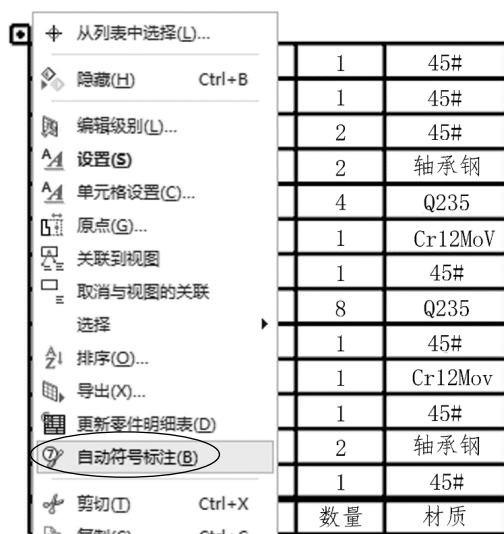 从列表中选择(L)...
隐藏(H) Ctrl+B
编辑级别(L)...
设置(S)
单元格设置(C)...
原点(G)...
关联到视图
取消与视图的关联
选择
排序(O)...
导出(X)...
更新零件明细表(D)
自动符号标注(B)
剪切(T) Ctrl+X
复制(C) Ctrl+C
1 45#
1 45#
2 45#
2 轴承钢
4 Q235
1 Cr12MoV
1 45#
8 Q235
1 45#
1 Cr12Mov
1 45#
2 轴承钢
1 45#
数量 材质